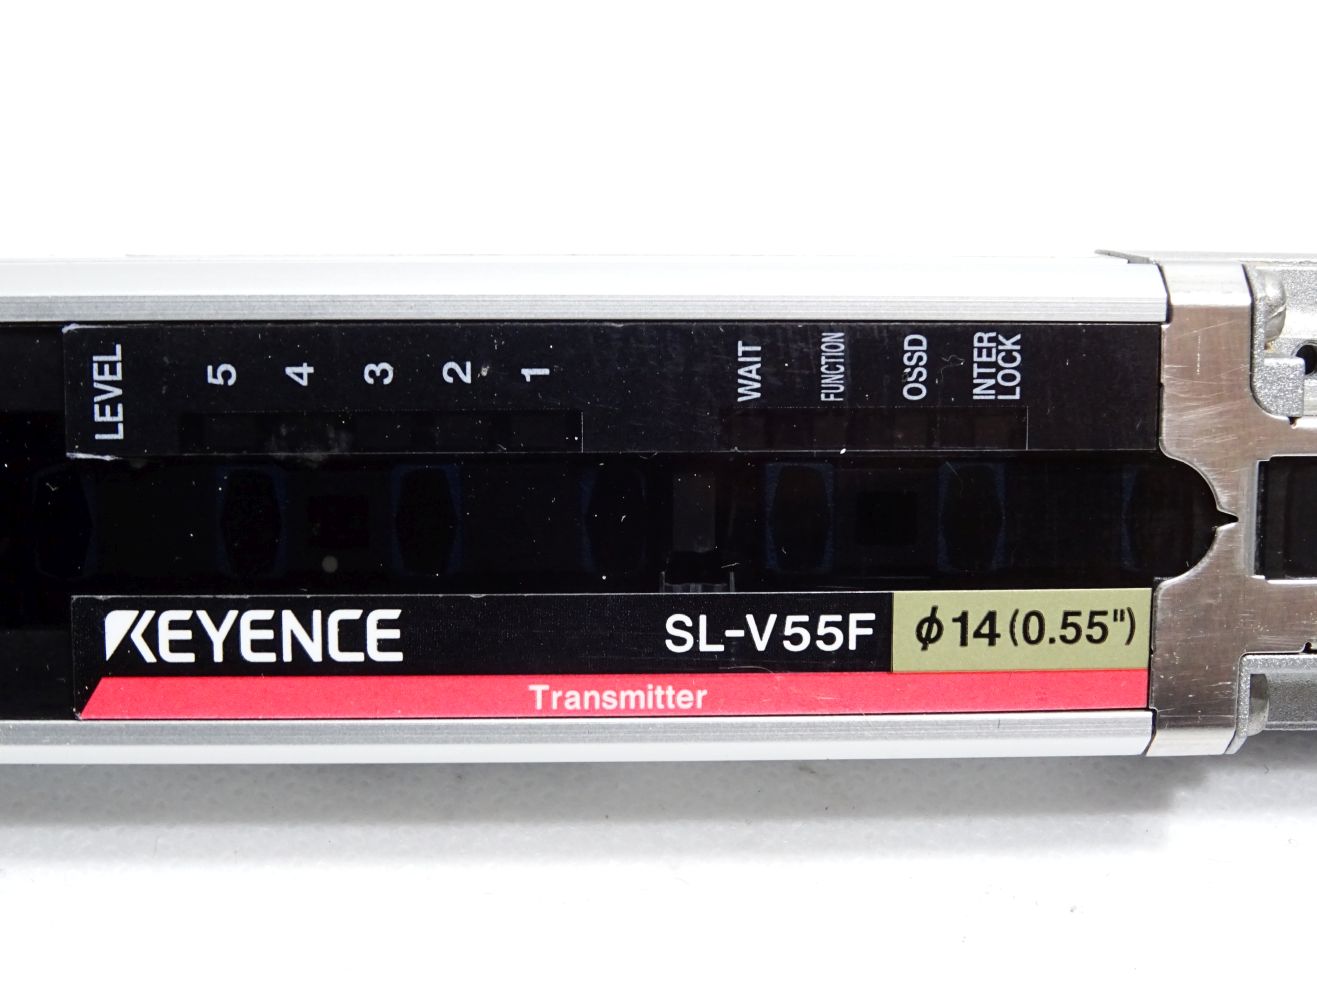 LEVEL 5 4 3 2 1 WAIT FUNCTION OSSD INTER LOCK
KEYENCE SL-V55F ϕ14(0.55")
Transmitter